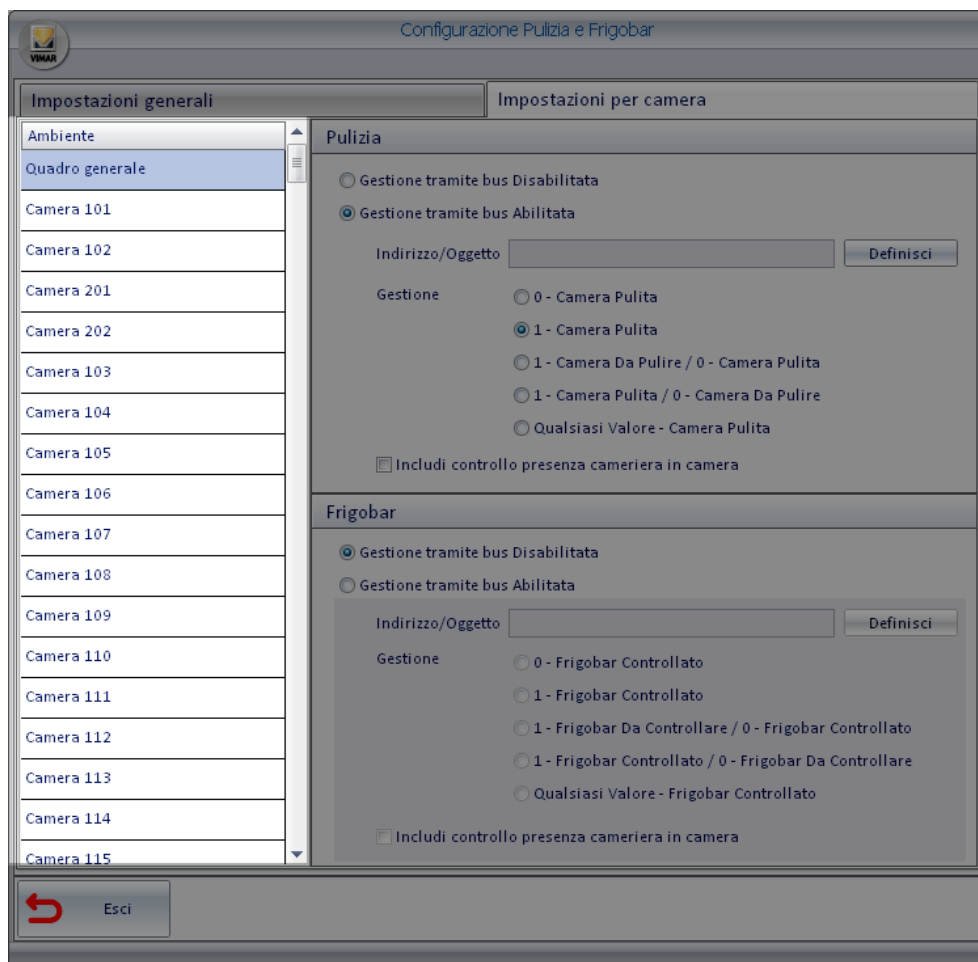 Configurazione Pulizia e Frigobar
VIMAR
Impostazioni generali
Impostazioni per camera
Ambiente
Quadro generale
Camera 101
Camera 102
Camera 201
Camera 202
Camera 103
Camera 104
Camera 105
Camera 106
Camera 107
Camera 108
Camera 109
Camera 110
Camera 111
Camera 112
Camera 113
Camera 114
Camera 115
Pulizia
Gestione tramite bus Disabilitata
Gestione tramite bus Abilitata
Indirizzo/Oggetto
Definisci
Gestione
0 - Camera Pulita
1 - Camera Pulita
1 - Camera Da Pulire / 0 - Camera Pulita
1 - Camera Pulita / 0 - Camera Da Pulire
Qualsiasi Valore - Camera Pulita
Includi controllo presenza cameriera in camera
Frigobar
Gestione tramite bus Disabilitata
Gestione tramite bus Abilitata
Indirizzo/Oggetto
Definisci
Gestione
0 - Frigobar Controllato
1 - Frigobar Controllato
1 - Frigobar Da Controllare / 0 - Frigobar Controllato
1 - Frigobar Controllato / 0 - Frigobar Da Controllare
Qualsiasi Valore - Frigobar Controllato
Includi controllo presenza cameriera in camera
Esci